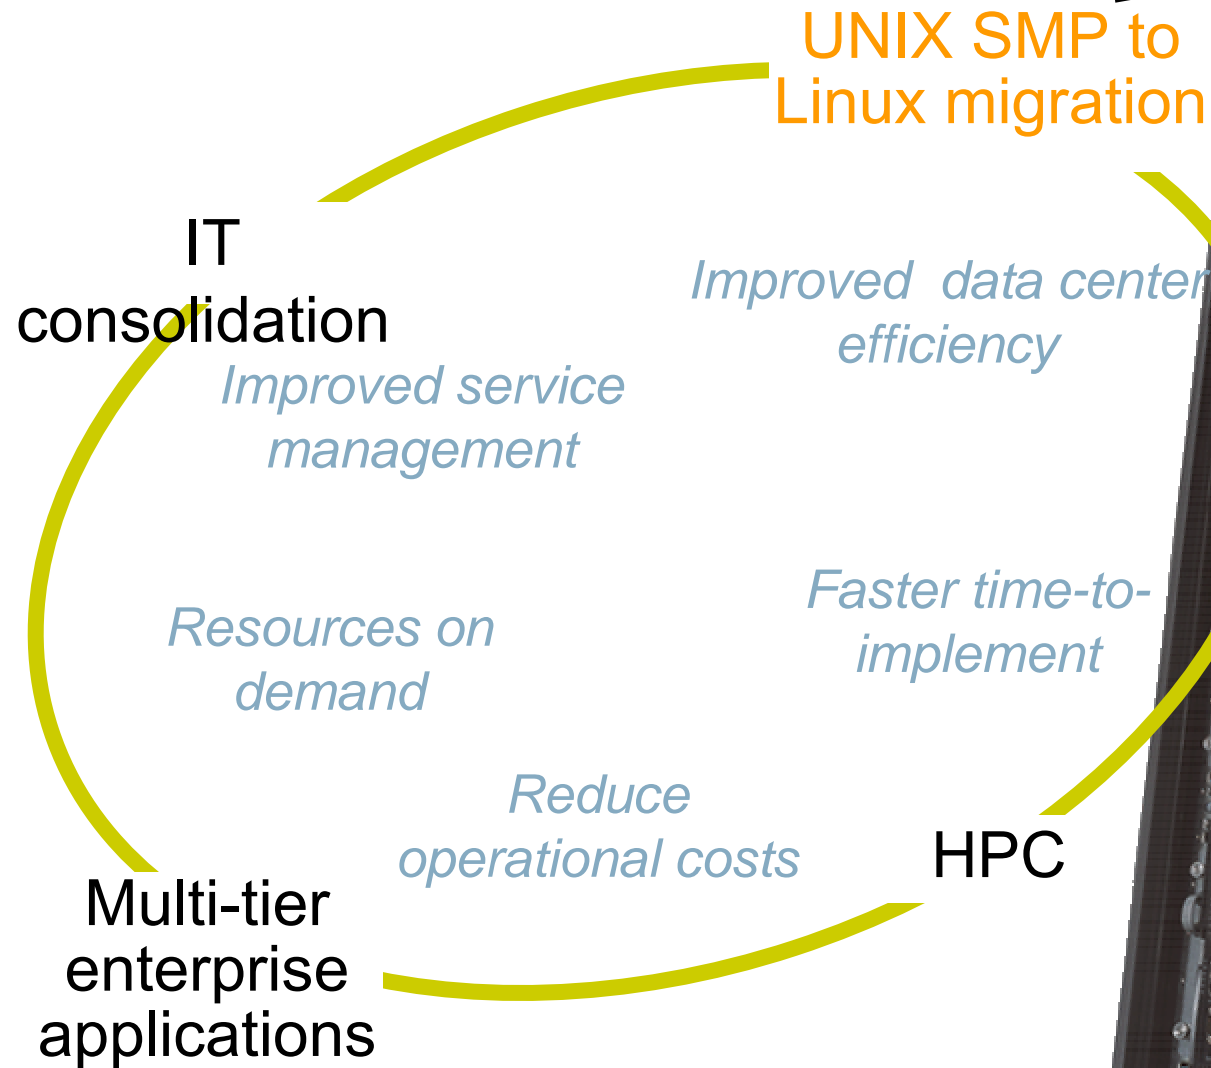 UNIX SMP to
Linux migration
IT
consolidation
Improved data center
efficiency
Improved service
management
Faster time-to-
implement
Resources on
demand
Reduce
operational costs
HPC
Multi-tier
enterprise
applications